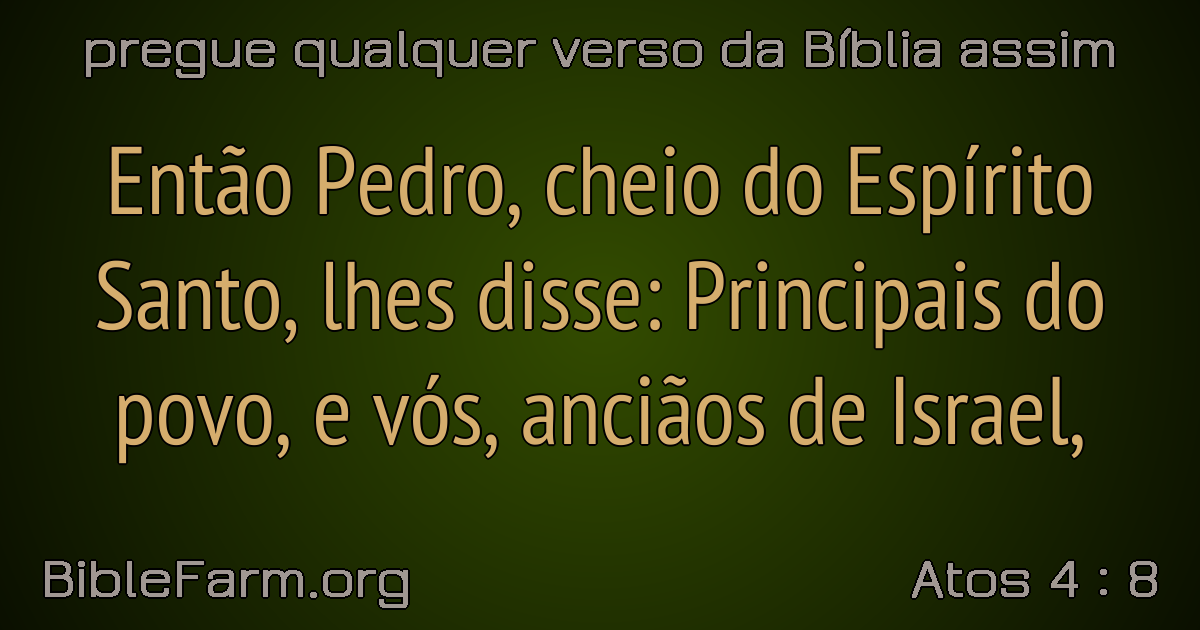 pregue qualquer verso da Bíblia assim
Então Pedro, cheio do Espírito
Santo, lhes disse: Principais do
povo, e vós, anciãos de Israel,
BibleFarm.org
Atos 4 : 8